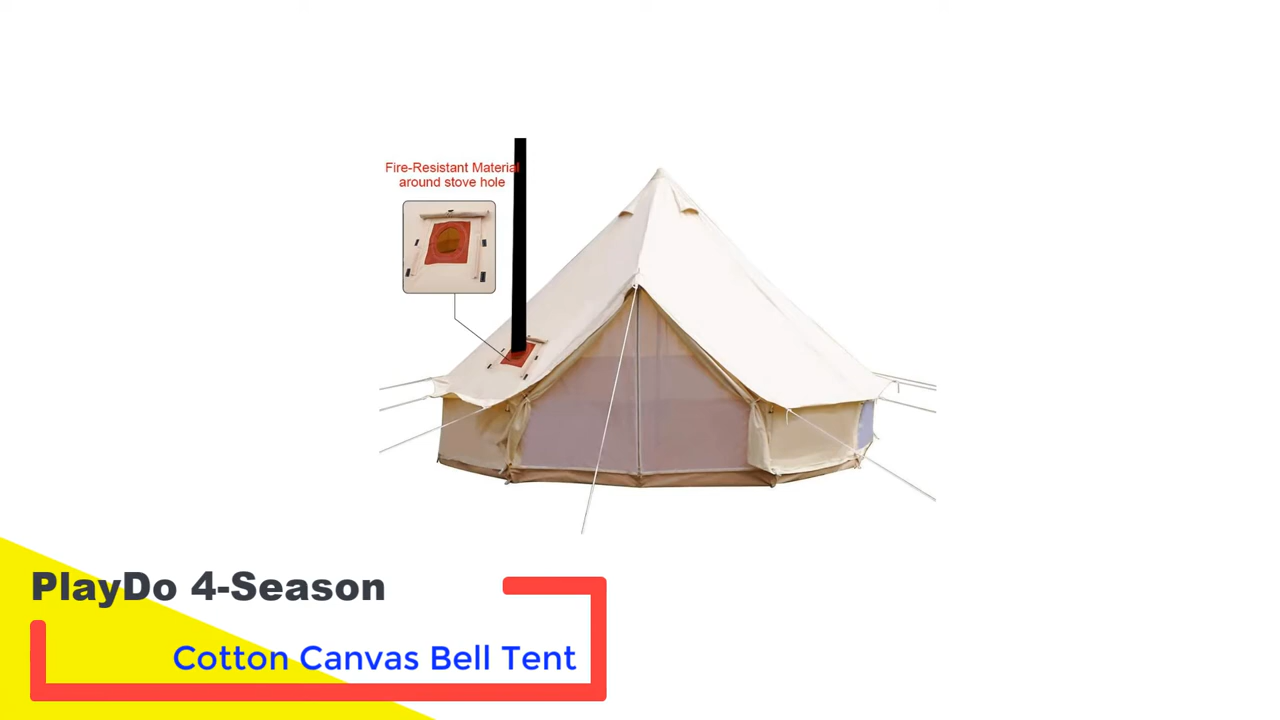 Fire-Resistant Material
around stove hole
PlayDo 4-Season
Cotton Canvas Bell Tent